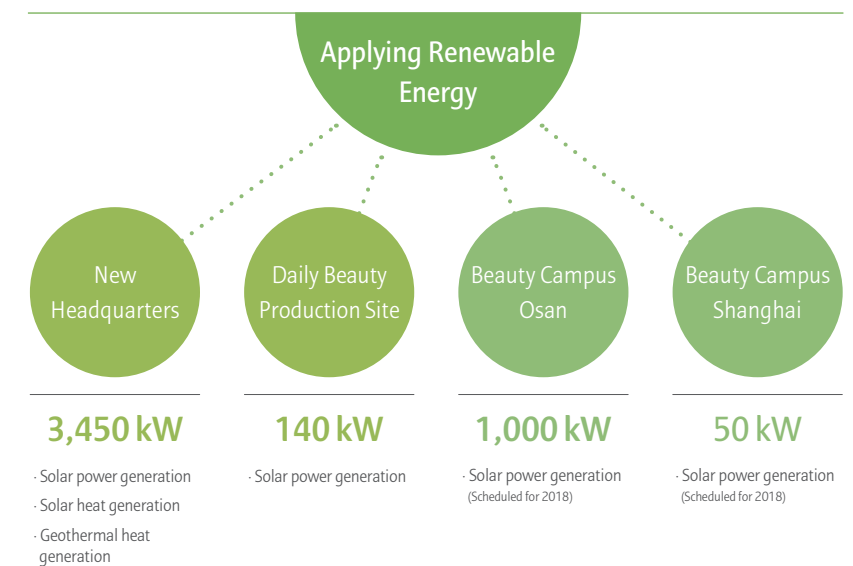 Applying Renewable
Energy
New
Headquarters
3,450 kW
· Solar power generation
· Solar heat generation
· Geothermal heat
generation
Daily Beauty
Production Site
140 kW
· Solar power generation
Beauty Campus
Osan
1,000 kW
· Solar power generation
(Scheduled for 2018)
Beauty Campus
Shanghai
50 kW
· Solar power generation
(Scheduled for 2018)